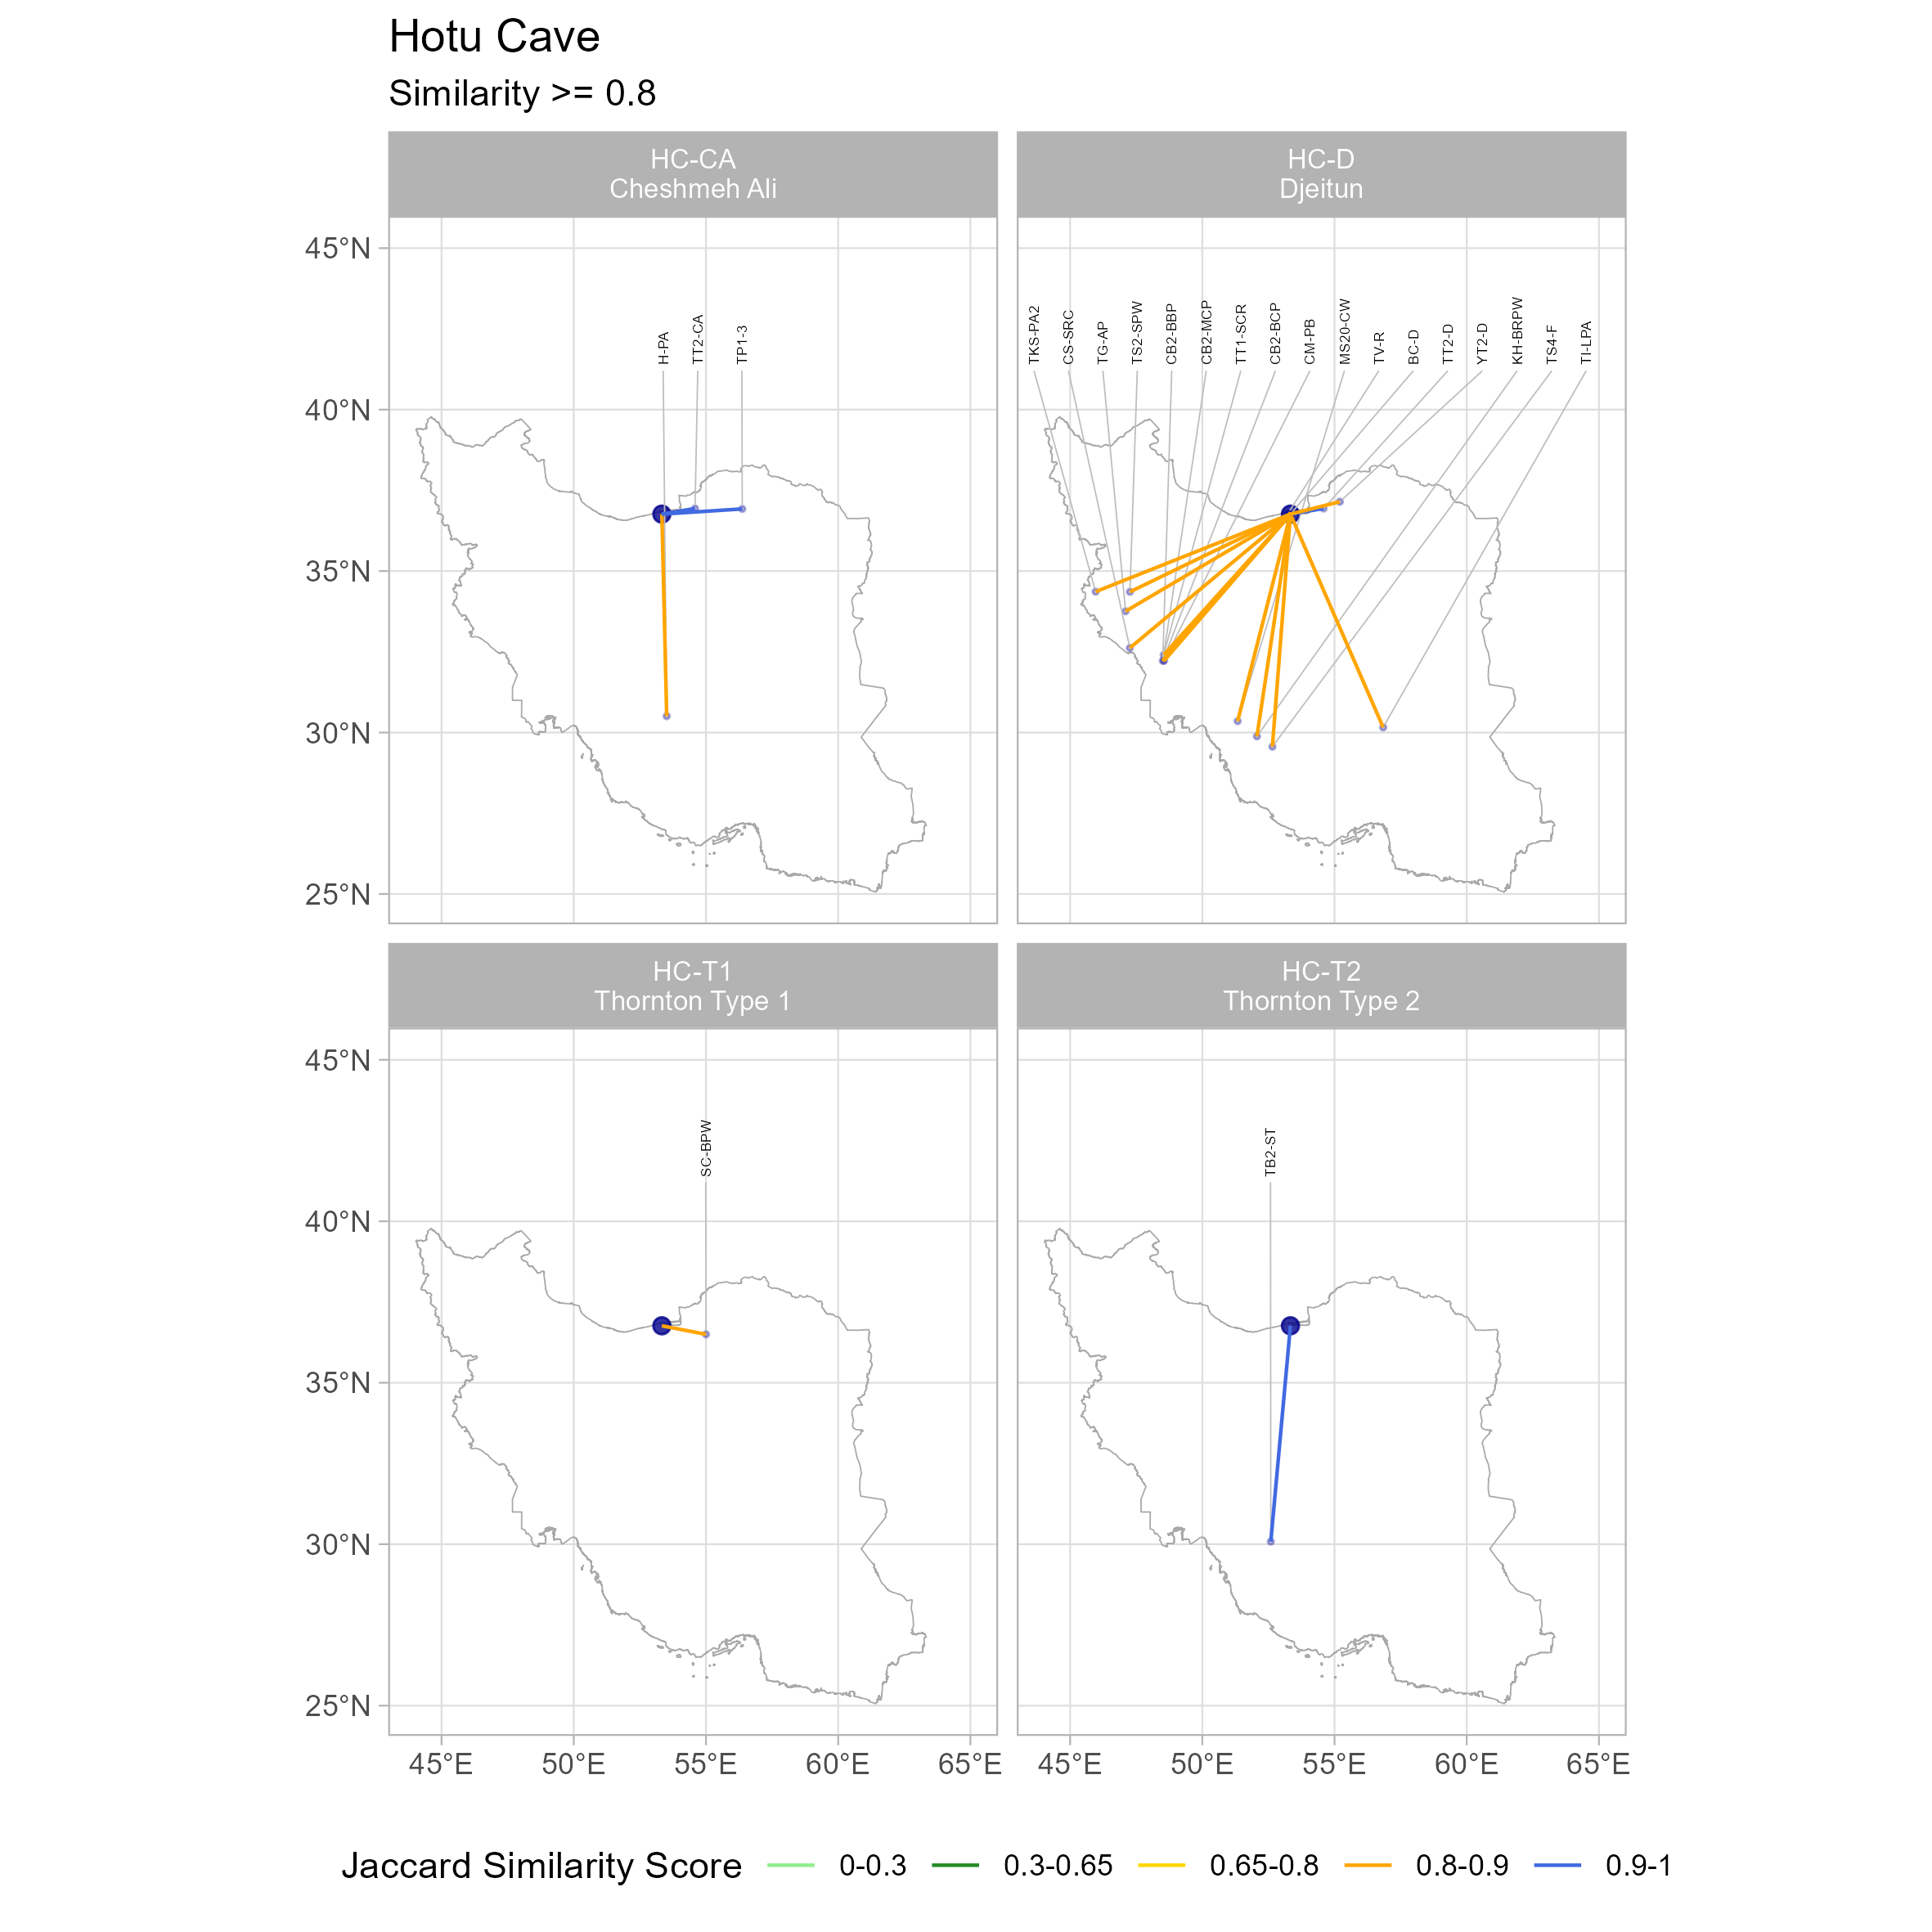 Hotu Cave
Similarity >= 0.8
HC-CA
Cheshmeh Ali
HC-D
Djeitun
45°N
40°N
35°N
30°N
25°N
H-PA
TT2-CA
TP1-3
TKS-PA2
CS-SRC
TG-AP
TS2-SPW
CB2-BBP
CB2-MCP
TT1-SCR
CB2-BCP
CM-PB
MS20-CW
TV-R
BC-D
TT2-D
YT2-D
KH-BRPW
TS4-F
TI-LPA
HC-T1
Thornton Type 1
HC-T2
Thornton Type 2
45°N
40°N
35°N
30°N
25°N
SC-BPW
TB2-ST
45°E 50°E 55°E 60°E 65°E 45°E 50°E 55°E 60°E 65°E
Jaccard Similarity Score 0-0.3 0.3-0.65 0.65-0.8 0.8-0.9 0.9-1